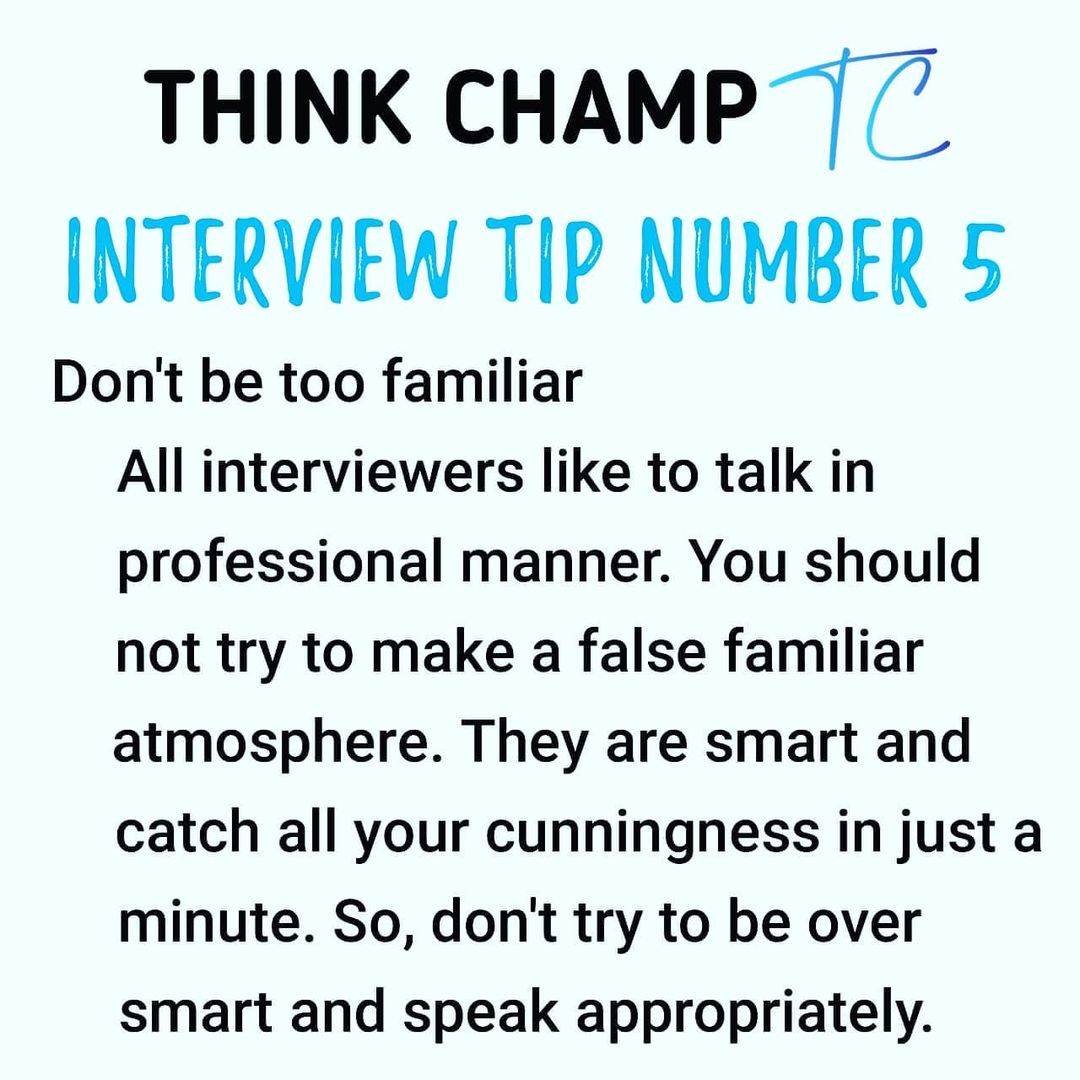 THINK CHAMP TC
INTERVIEW TIP NUMBER 5
Don't be too familiar
All interviewers like to talk in
professional manner. You should
not try to make a false familiar
atmosphere. They are smart and
catch all your cunningness in just a
minute. So, don't try to be over
smart and speak appropriately.